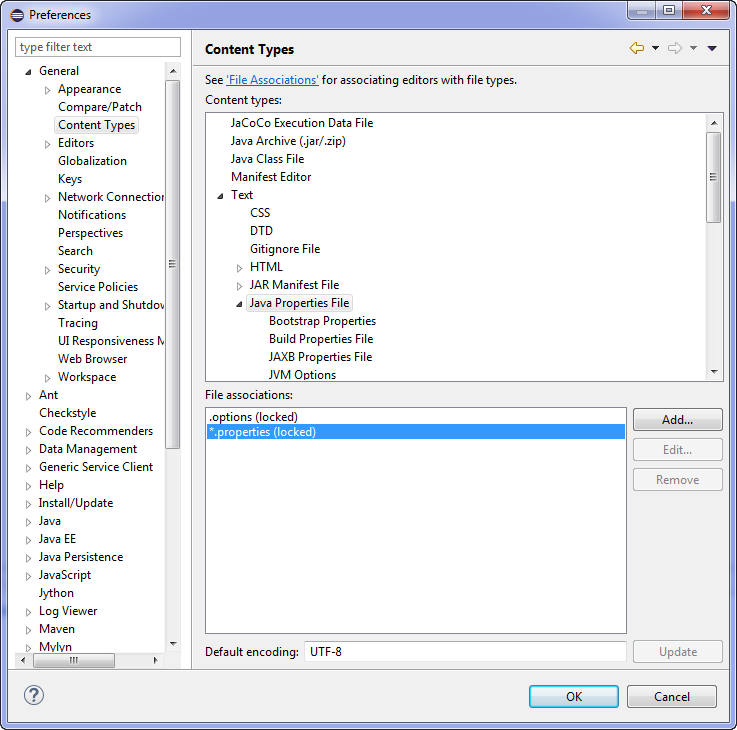 Preferences
type filter text
General
Appearance
Compare/Patch
Content Types
Editors
Globalization
Keys
Network Connection
Notifications
Perspectives
Search
Security
Service Policies
Startup and Shutdov
Tracing
UI Responsiveness M
Web Browser
Workspace
Ant
Checkstyle
Code Recommenders
Data Management
Generic Service Client
Help
Install/Update
Java
Java EE
Java Persistence
JavaScript
Jython
Log Viewer
Maven
Mylyn
Content Types
See 'File Associations' for associating editors with file types.
Content types:
JaCoCo Execution Data File
Java Archive (.jar/.zip)
Java Class File
Manifest Editor
Text
CSS
DTD
Gitignore File
HTML
JAR Manifest File
Java Properties File
Bootstrap Properties
Build Properties File
JAXB Properties File
JVM Options
File associations:
.options (locked)
*.properties (locked)
Add...
Edit...
Remove
Default encoding: UTF-8
Update
?
OK
Cancel